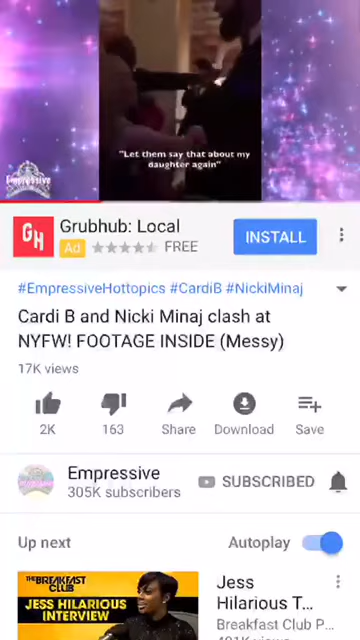 "Let them say that about my
daughter again"
Empressive
GH
Grubhub: Local
Ad FREE
INSTALL
#EmpressiveHottopics #CardiB #NickiMinaj
Cardi B and Nicki Minaj clash at
NYFW! FOOTAGE INSIDE (Messy)
17K views
2K 163 Share Download Save
Empressive
305K subscribers
SUBSCRIBED
Up next
Autoplay
THE BREAKFAST
CLUB
JESS HILARIOUS
INTERVIEW
Jess
Hilarious T...
Breakfast Club P...